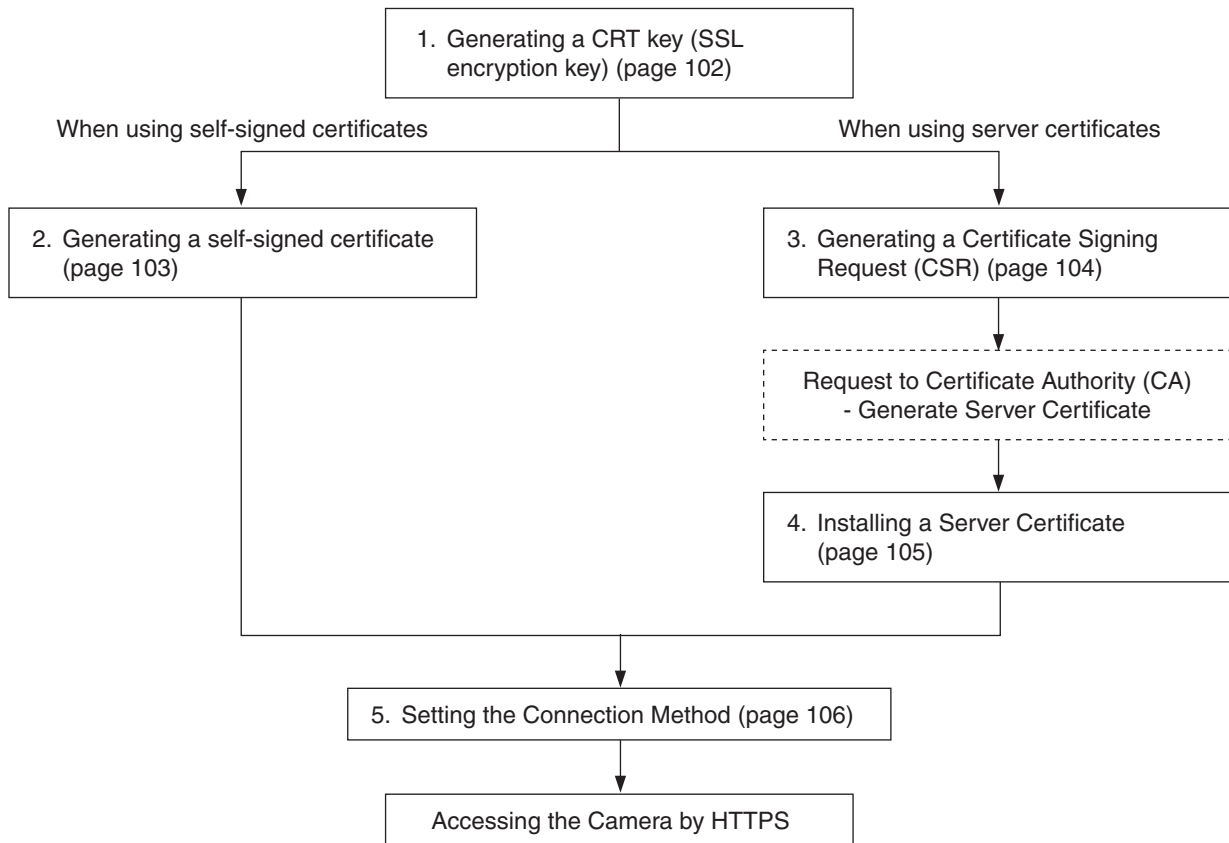 1. Generating a CRT key (SSL
encryption key) (page 102)
When using self-signed certificates
When using server certificates
2. Generating a self-signed certificate
(page 103)
3. Generating a Certificate Signing
Request (CSR) (page 104)
Request to Certificate Authority (CA)
- Generate Server Certificate
4. Installing a Server Certificate
(page 105)
5. Setting the Connection Method (page 106)
Accessing the Camera by HTTPS